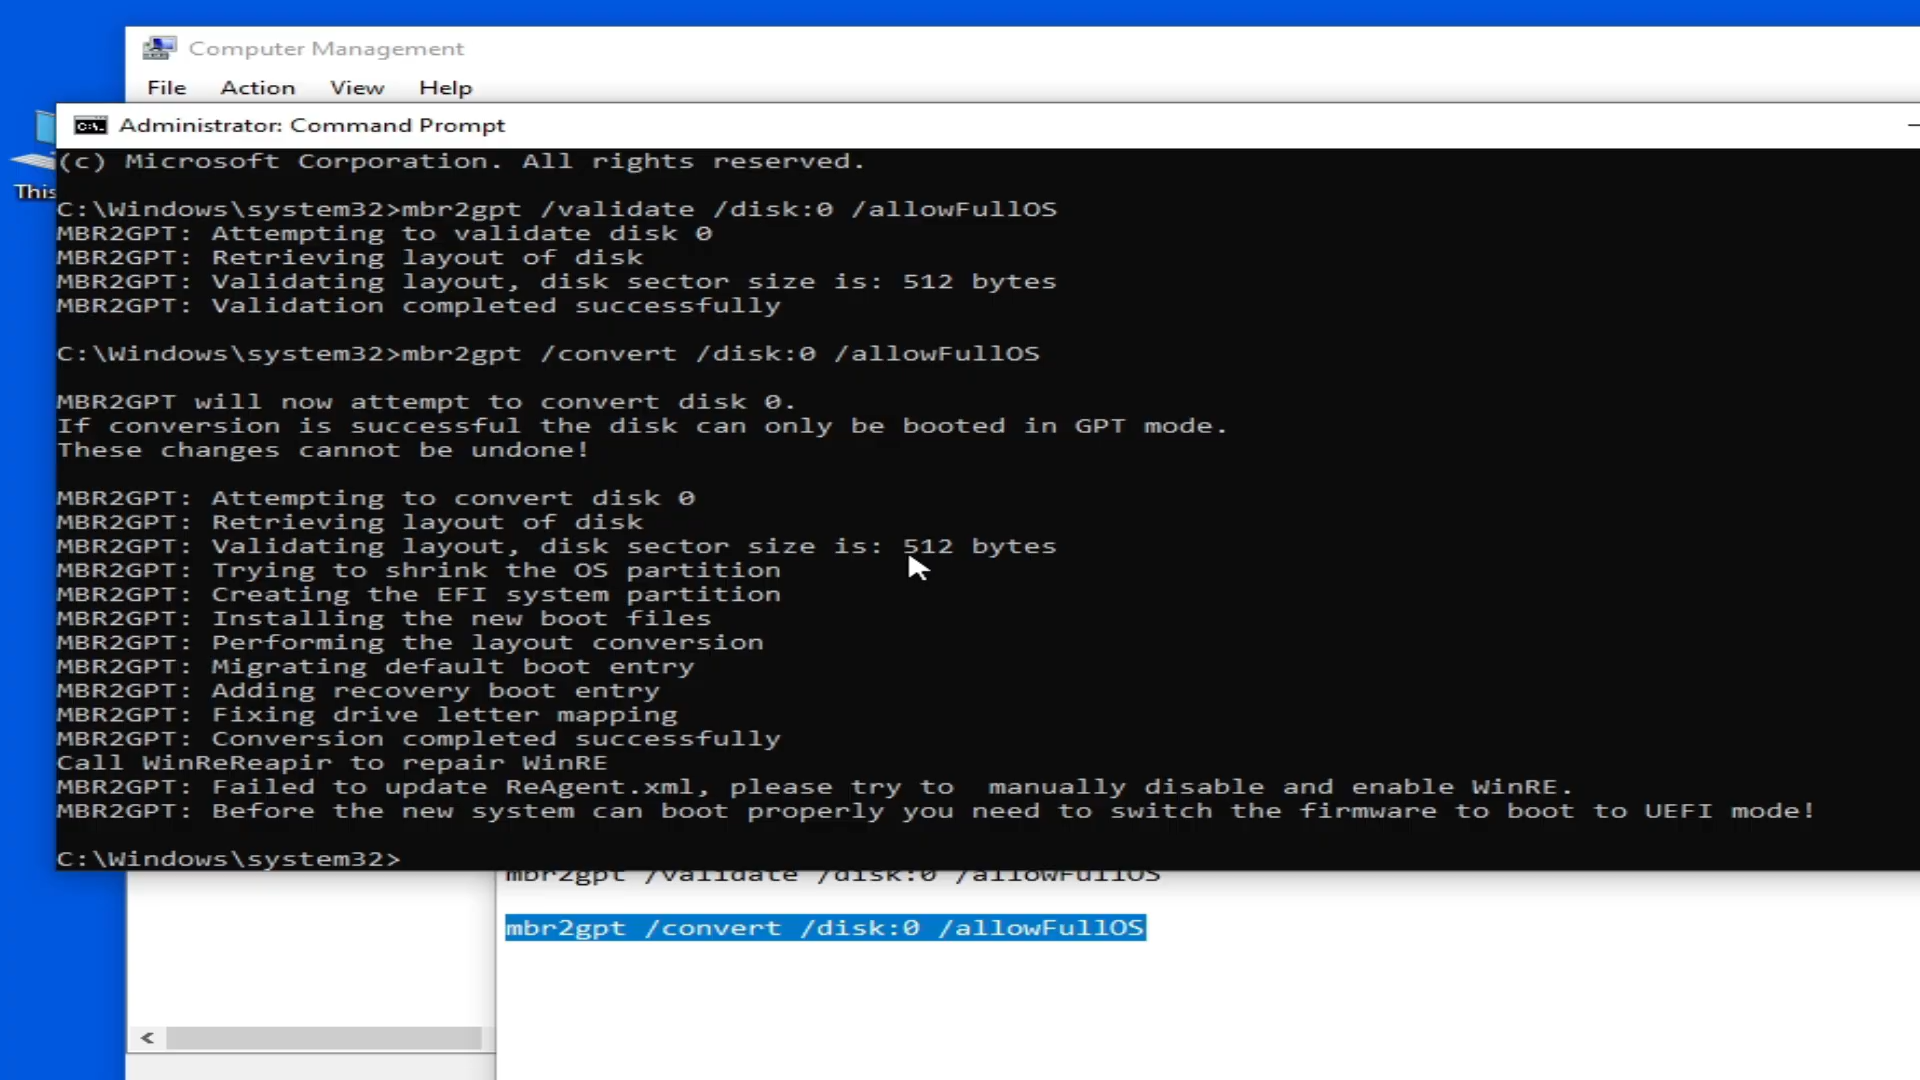 Computer Management
File Action View Help
Administrator: Command Prompt
(c) Microsoft Corporation. All rights reserved.
This
C:\Windows\system32>mbr2gpt /validate /disk:0 /allowFullOS
MBR2GPT: Attempting to validate disk 0
MBR2GPT: Retrieving layout of disk
MBR2GPT: Validating layout, disk sector size is: 512 bytes
MBR2GPT: Validation completed successfully
C:\Windows\system32>mbr2gpt /convert /disk:0 /allowFullOS
MBR2GPT will now attempt to convert disk 0.
If conversion is successful the disk can only be booted in GPT mode.
These changes cannot be undone!
MBR2GPT: Attempting to convert disk 0
MBR2GPT: Retrieving layout of disk
MBR2GPT: Validating layout, disk sector size is: 512 bytes
MBR2GPT: Trying to shrink the OS partition
MBR2GPT: Creating the EFI system partition
MBR2GPT: Installing the new boot files
MBR2GPT: Performing the layout conversion
MBR2GPT: Migrating default boot entry
MBR2GPT: Adding recovery boot entry
MBR2GPT: Fixing drive letter mapping
MBR2GPT: Conversion completed successfully
Call WinReReapir to repair WinRE
MBR2GPT: Failed to update ReAgent.xml, please try to  manually disable and enable WinRE.
MBR2GPT: Before the new system can boot properly you need to switch the firmware to boot to UEFI mode!
C:\Windows\system32>
mbr2gpt /validate /disk:0 /allowFullOS
mbr2gpt /convert /disk:0 /allowFullOS